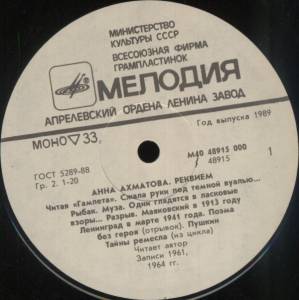 МИНИСТЕРСТВО
КУЛЬТУРЫ СССР
ВСЕСОЮЗНАЯ ФИРМА
ГРАМПЛАСТИНОК
МЕЛОДИЯ
АПРЕЛЕВСКИЙ ОРДЕНА ЛЕНИНА ЗАВОД
МОНО 33
Год выпуска 1989
ГОСТ 5289-88
Гр. 2. 1-20
М40 48915 000
48915
1
АННА АХМАТОВА. РЕКВИЕМ
Читая «Гамлета». Сжала руки под темной вуалью...
Рыбак. Муза. Одни глядятся в ласковые
взоры... Разрыв. Маяковский в 1913 году
Ленинград в марте 1941 года. Поэма
без героя (отрывок). Пушкин
Тайны ремесла (из цикла)
Читает автор
Записи 1961,
1964 гг.